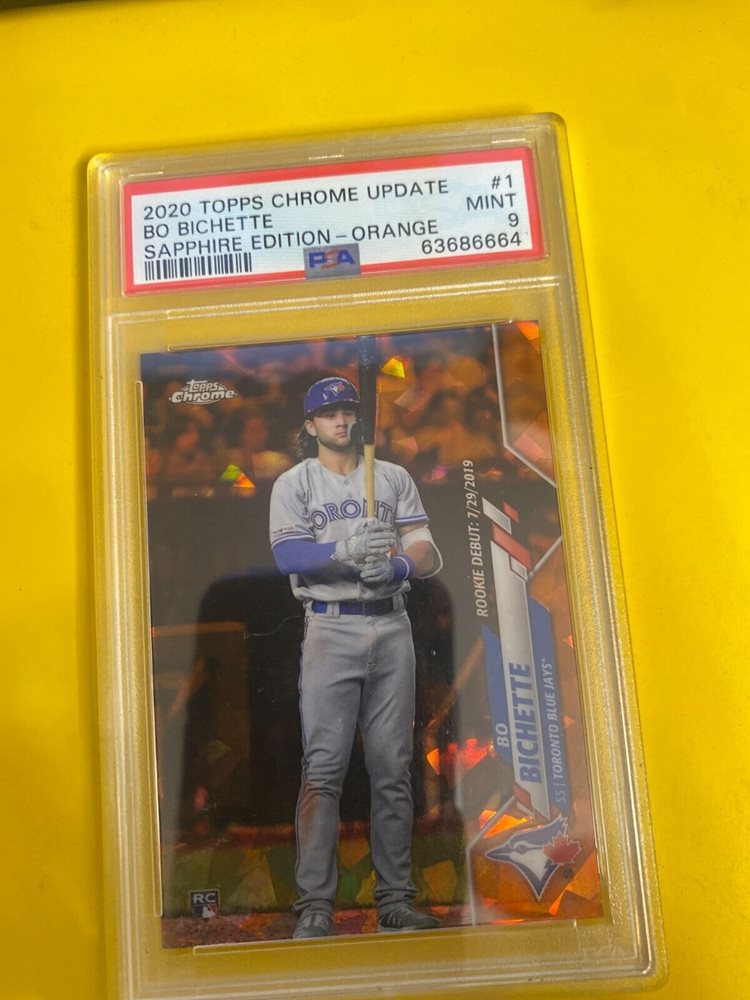 2020 TOPPS CHROME UPDATE #1
BO BICHETTE MINT
SAPPHIRE EDITION – ORANGE 9
PSA 63686664
topps
Chrome
TORONTO
ROOKIE DEBUT: 7/29/2019
BO
BICHETTE
SS | TORONTO BLUE JAYS®
RC
®